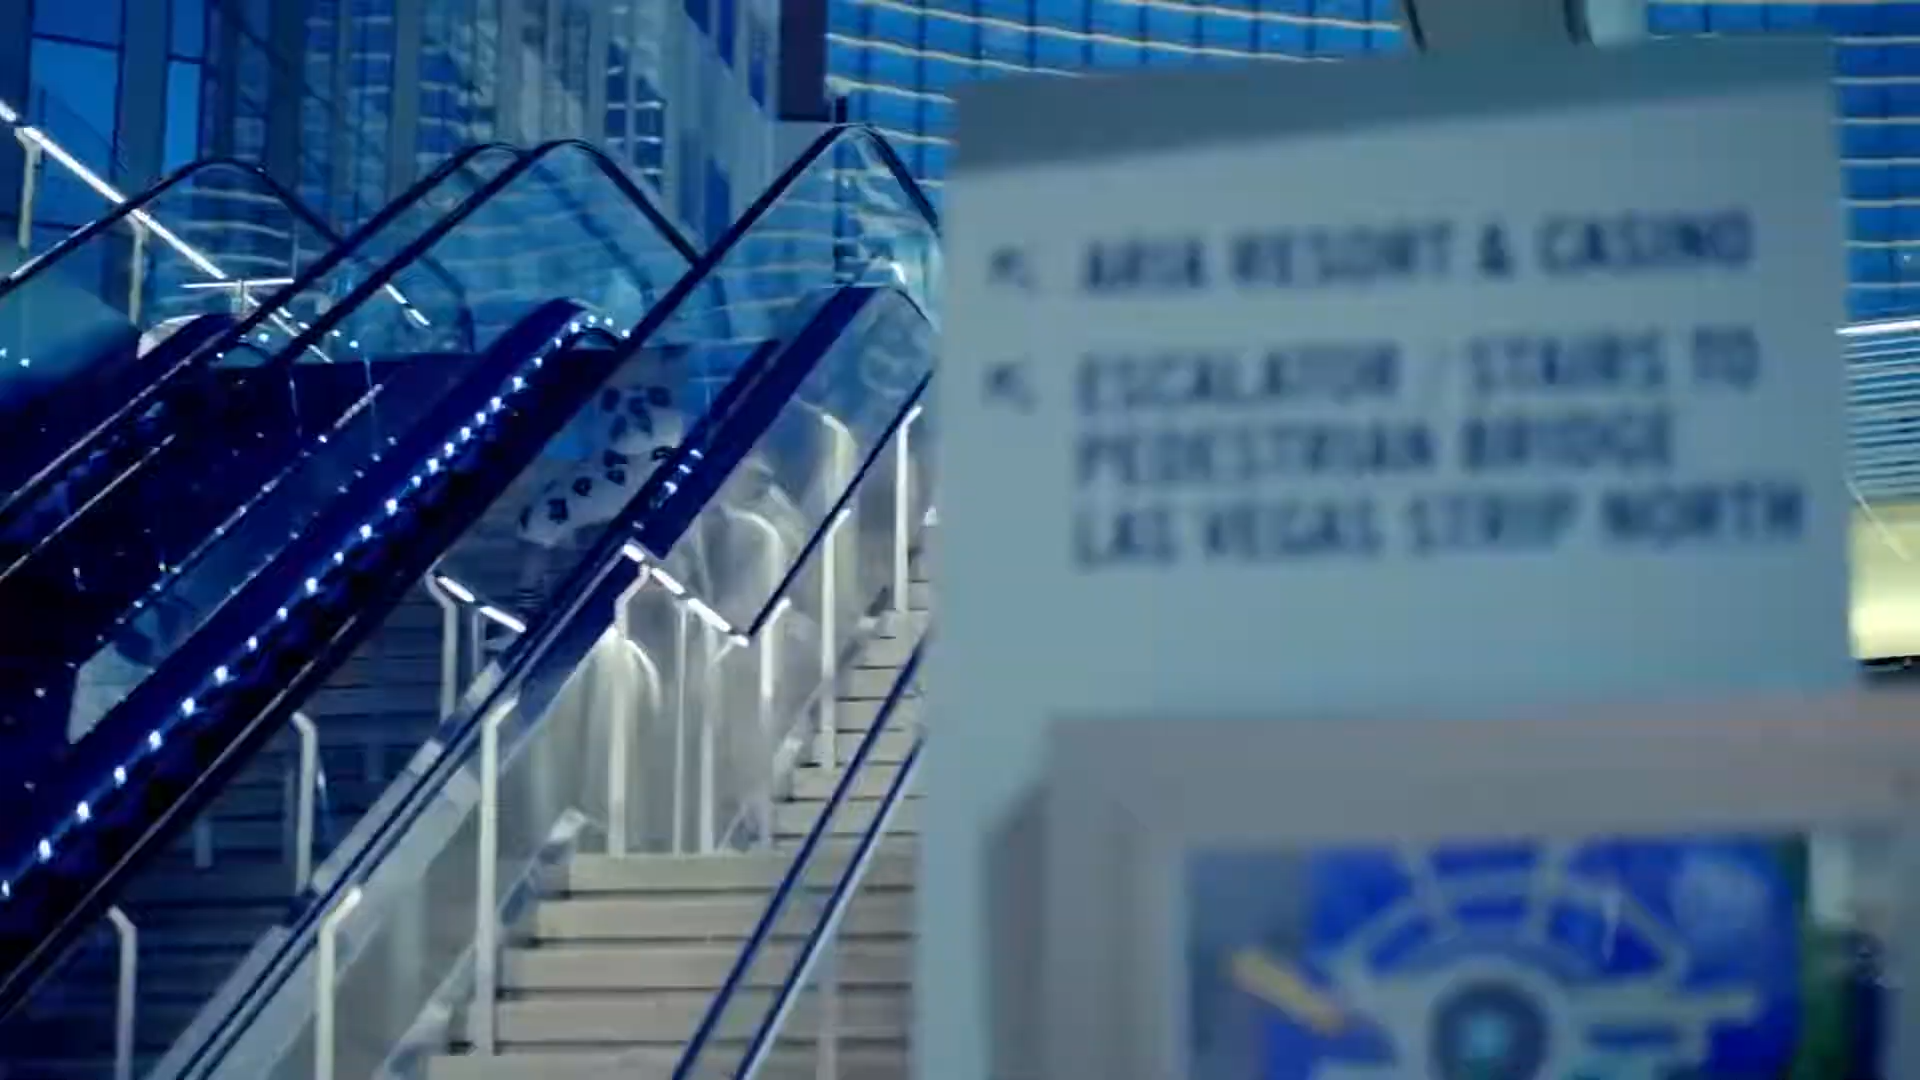 ARIA RESORT & CASINO
ESCALATOR / STAIRS TO
PEDESTRIAN BRIDGE
LAS VEGAS STRIP NORTH